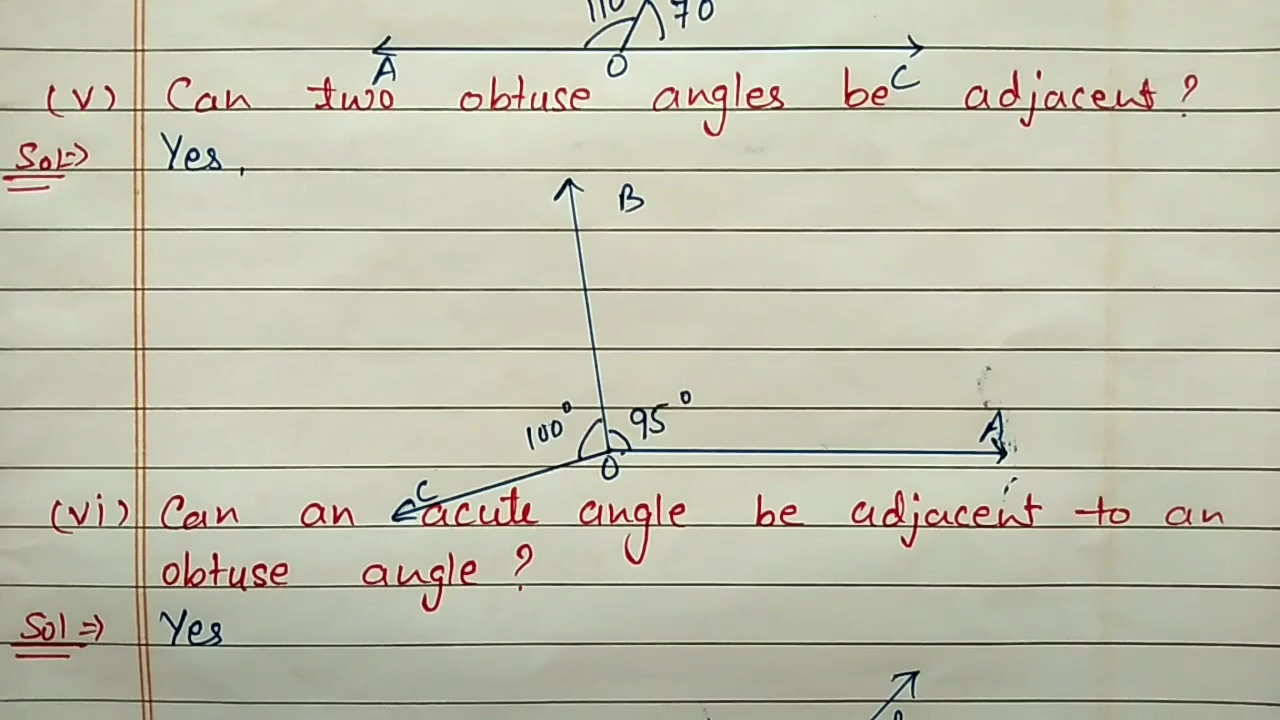 110 70
A O C
(v) Can two obtuse angles be adjacent?
Sol=> Yes,
B
100° 95°
A
O
C
(vi) Can an acute angle be adjacent to an
obtuse angle?
Sol=> Yes